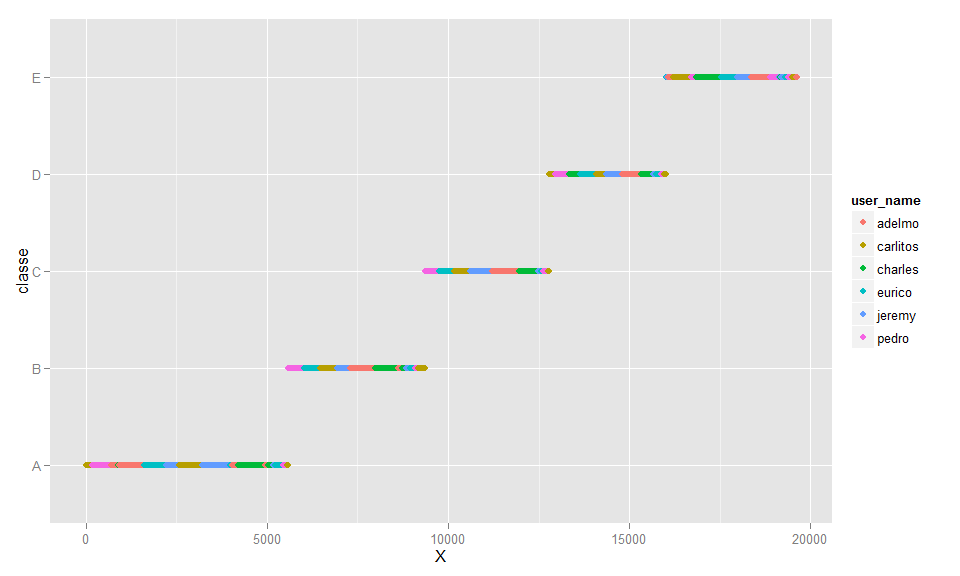 E
D
C
B
A
classe
0
5000
10000
15000
20000
X
user_name
adelmo
carlitos
charles
eurico
jeremy
pedro